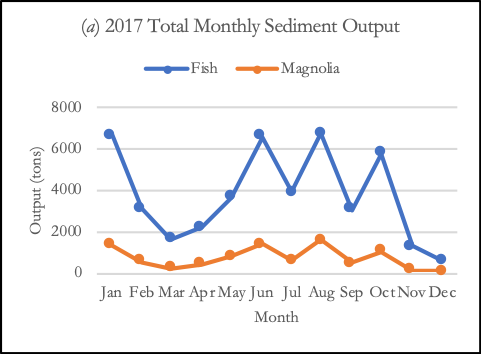 (a) 2017 Total Monthly Sediment Output
Fish Magnolia
8000
6000
4000
2000
0
Output (tons)
Jan Feb Mar Apr May Jun Jul Aug Sep Oct Nov Dec
Month